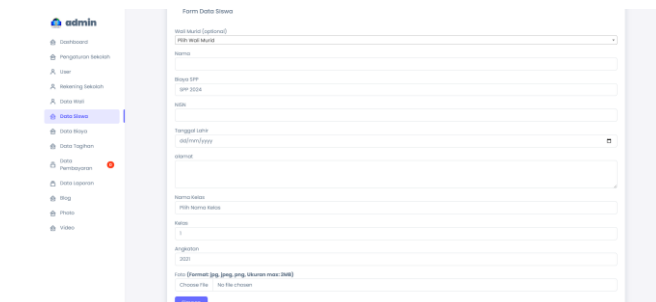 admin
Dashboard
Pengaturan Sekolah
User
Rekening Sekolah
Data Wali
Data Siswa
Data Biaya
Data Tagihan
Data
Pembayaran
Data Laporan
Blog
Photo
Video
Form Data Siswa
Wali Murid (optional)
Pilih Wali Murid
Nama
Biaya SPP
SPP 2024
NISN
Tanggal Lahir
dd/mm/yyyy
alamat
Nama Kelas
Pilih Nama Kelas
Kelas
1
Angkatan
Foto (Format: jpg, jpeg, png, Ukuran max: 2MB)
Choose File No file chosen